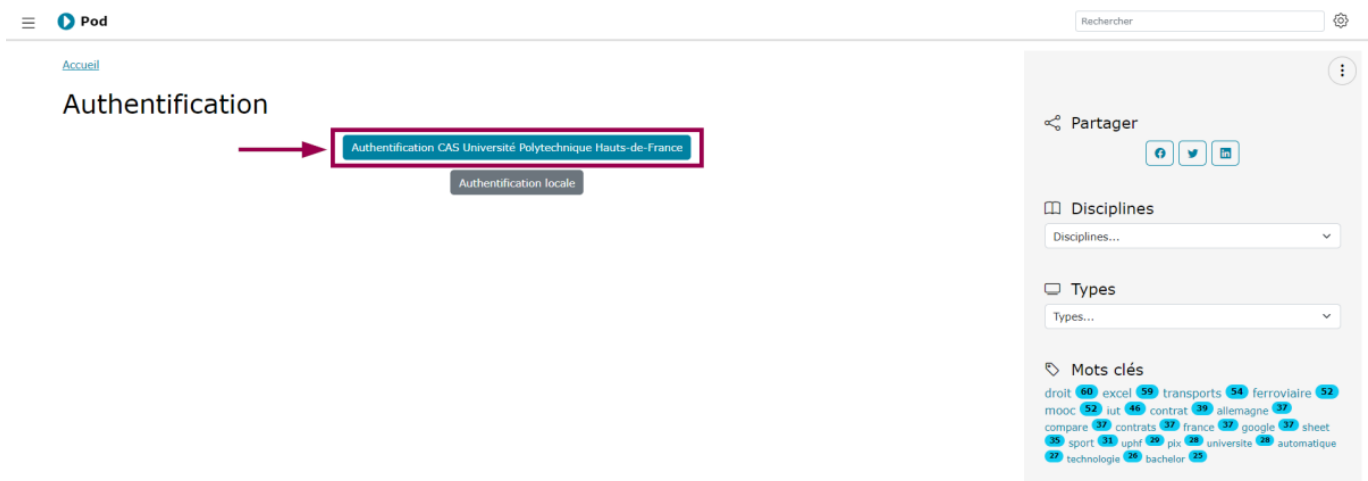 Pod
Rechercher
Accueil
Authentification
Authentification CAS Université Polytechnique Hauts-de-France
Authentification locale
Partager
Disciplines
Disciplines...
Types
Types...
Mots clés
droit 60 excel 59 transports 54 ferroviaire 52
mooc 52 iut 46 contrat 39 allemagne 37
compare 37 contrats 37 france 37 google 37 sheet
35 sport 31 uphf 29 pix 28 universite 28 automatique
27 technologie 26 bachelor 25